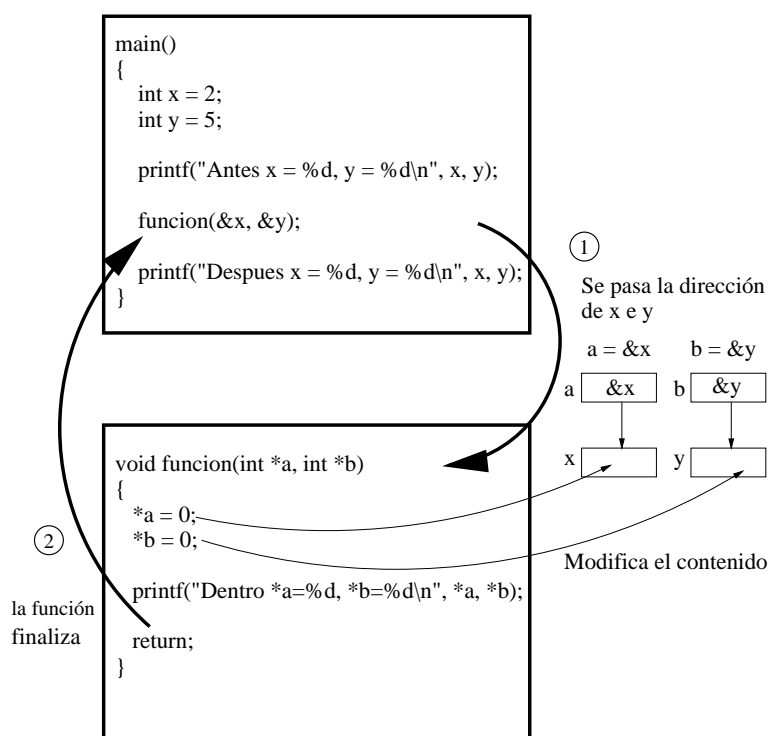 main()
{
int x = 2;
int y = 5;
printf("Antes x = %d, y = %d\n", x, y);
funcion(&x, &y);
printf("Despues x = %d, y = %d\n", x, y);
}
1
Se pasa la dirección
de x e y
a = &x b = &y
a &x b &y
x y
void funcion(int *a, int *b)
{
*a = 0;
*b = 0;
printf("Dentro *a=%d, *b=%d\n", *a, *b);
return;
}
Modifica el contenido
2
la función
finaliza